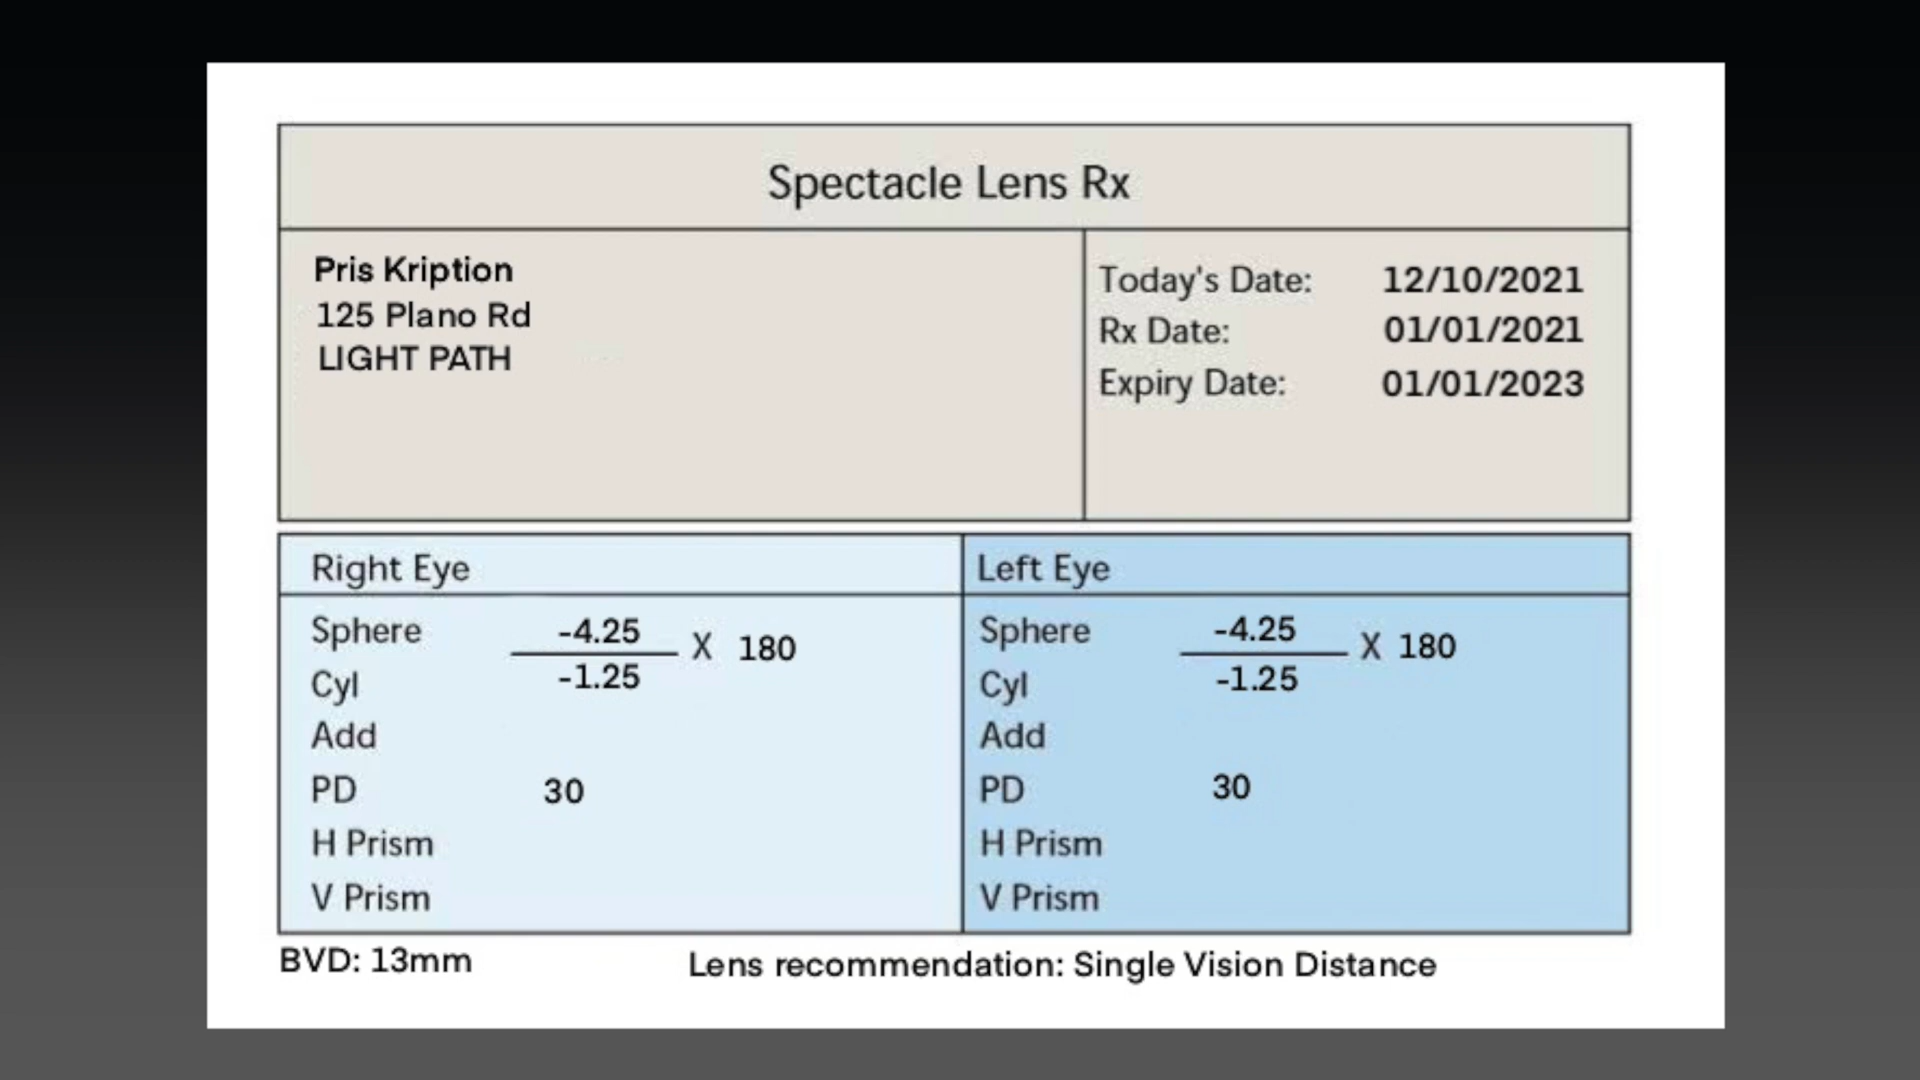 Spectacle Lens Rx
Pris Kription
125 Plano Rd
LIGHT PATH
Today's Date: 12/10/2021
Rx Date: 01/01/2021
Expiry Date: 01/01/2023
Right Eye
Sphere -4.25 X 180
Cyl -1.25
Add
PD 30
H Prism
V Prism
Left Eye
Sphere -4.25 X 180
Cyl -1.25
Add
PD 30
H Prism
V Prism
BVD: 13mm
Lens recommendation: Single Vision Distance